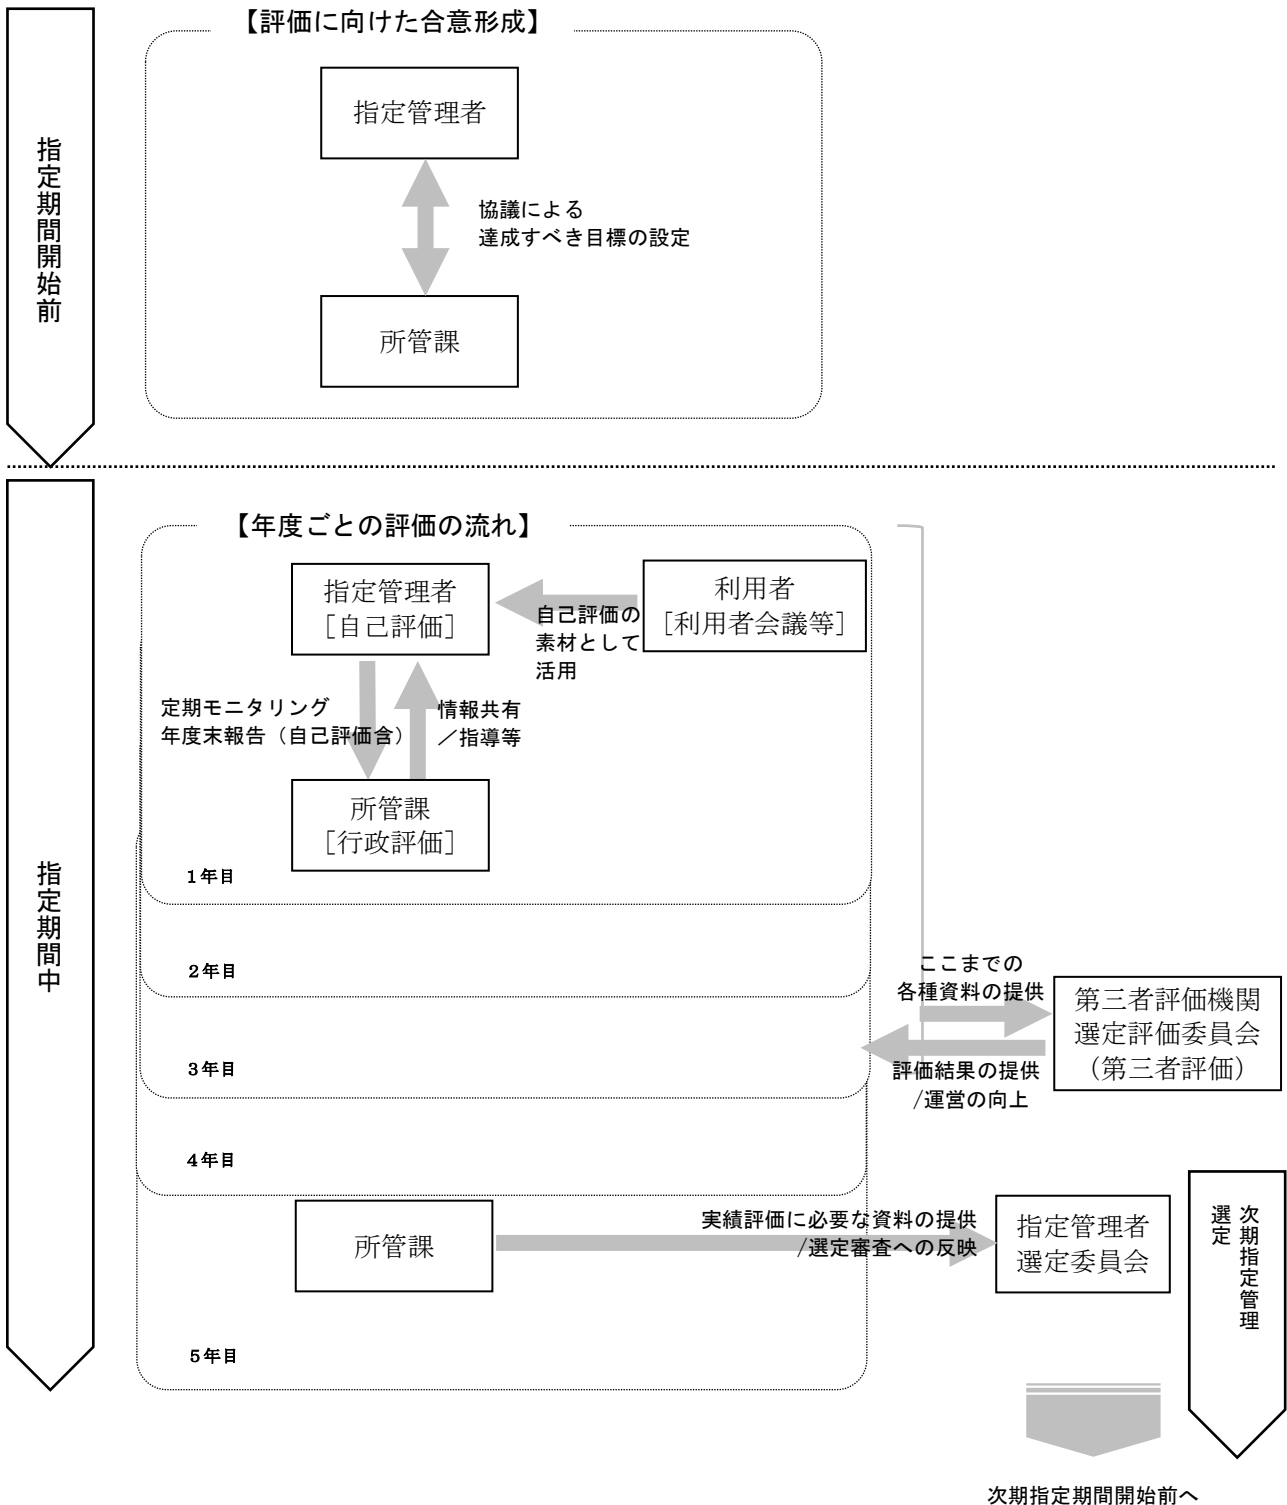 【評価に向けた合意形成】
指定期間開始前
指定管理者
協議による
達成すべき目標の設定
所管課
【年度ごとの評価の流れ】
指定期間中
指定管理者
［自己評価］
利用者
［利用者会議等］
自己評価の
素材として
活用
定期モニタリング
年度末報告（自己評価含）
情報共有
／指導等
所管課
［行政評価］
１年目
２年目
ここまでの
各種資料の提供
第三者評価機関
選定評価委員会
（第三者評価）
３年目
評価結果の提供
/運営の向上
４年目
所管課
実績評価に必要な資料の提供
/選定審査への反映
指定管理者
選定委員会
次期指定管理
選定
５年目
次期指定期間開始前へ